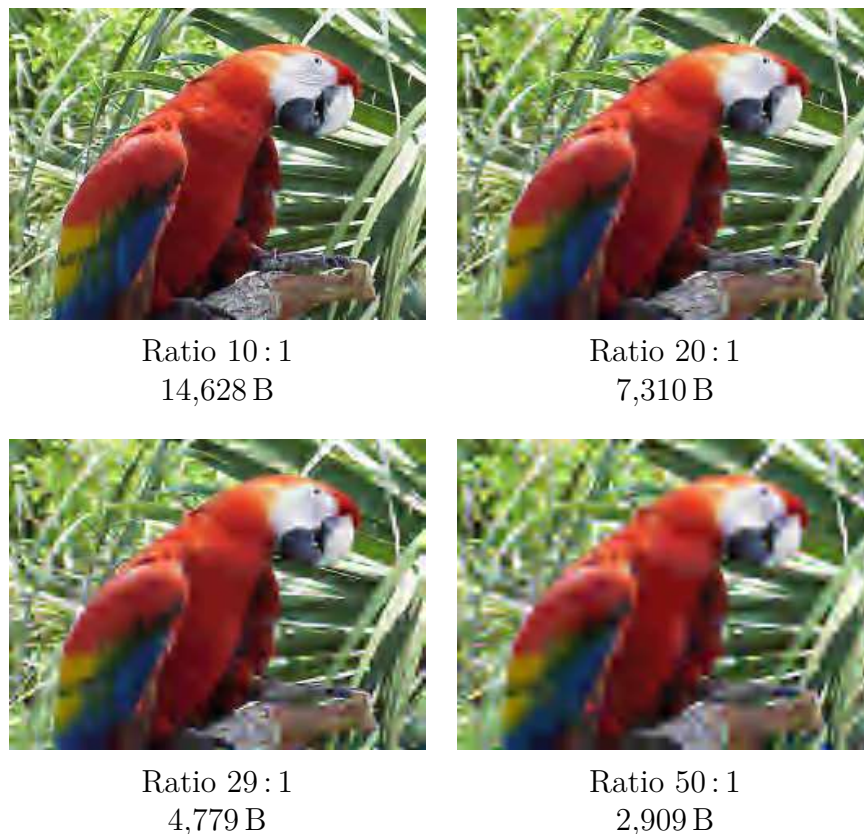 Ratio 10 : 1
14,628 B
Ratio 20 : 1
7,310 B
Ratio 29 : 1
4,779 B
Ratio 50 : 1
2,909 B